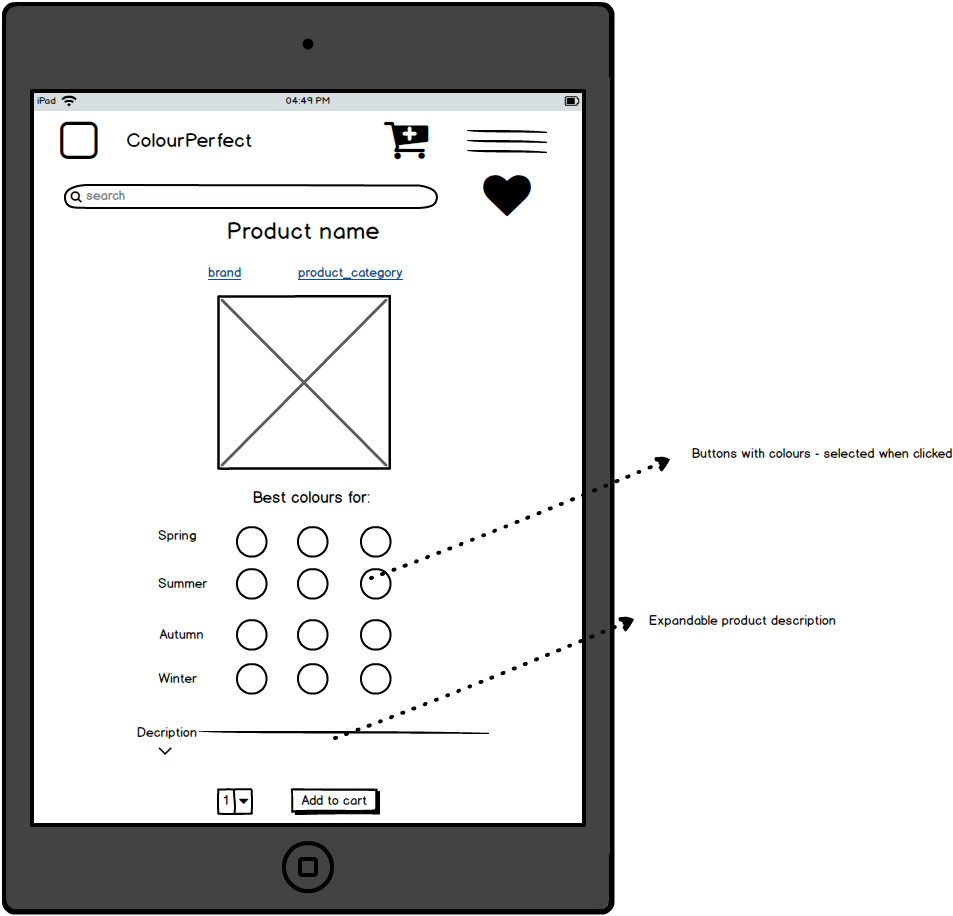 iPad 04:49 PM
ColourPerfect
search
Product name
brand product_category
Buttons with colours - selected when clicked
Best colours for:
Spring
Summer
Expandable product description
Autumn
Winter
Decription
1 Add to cart